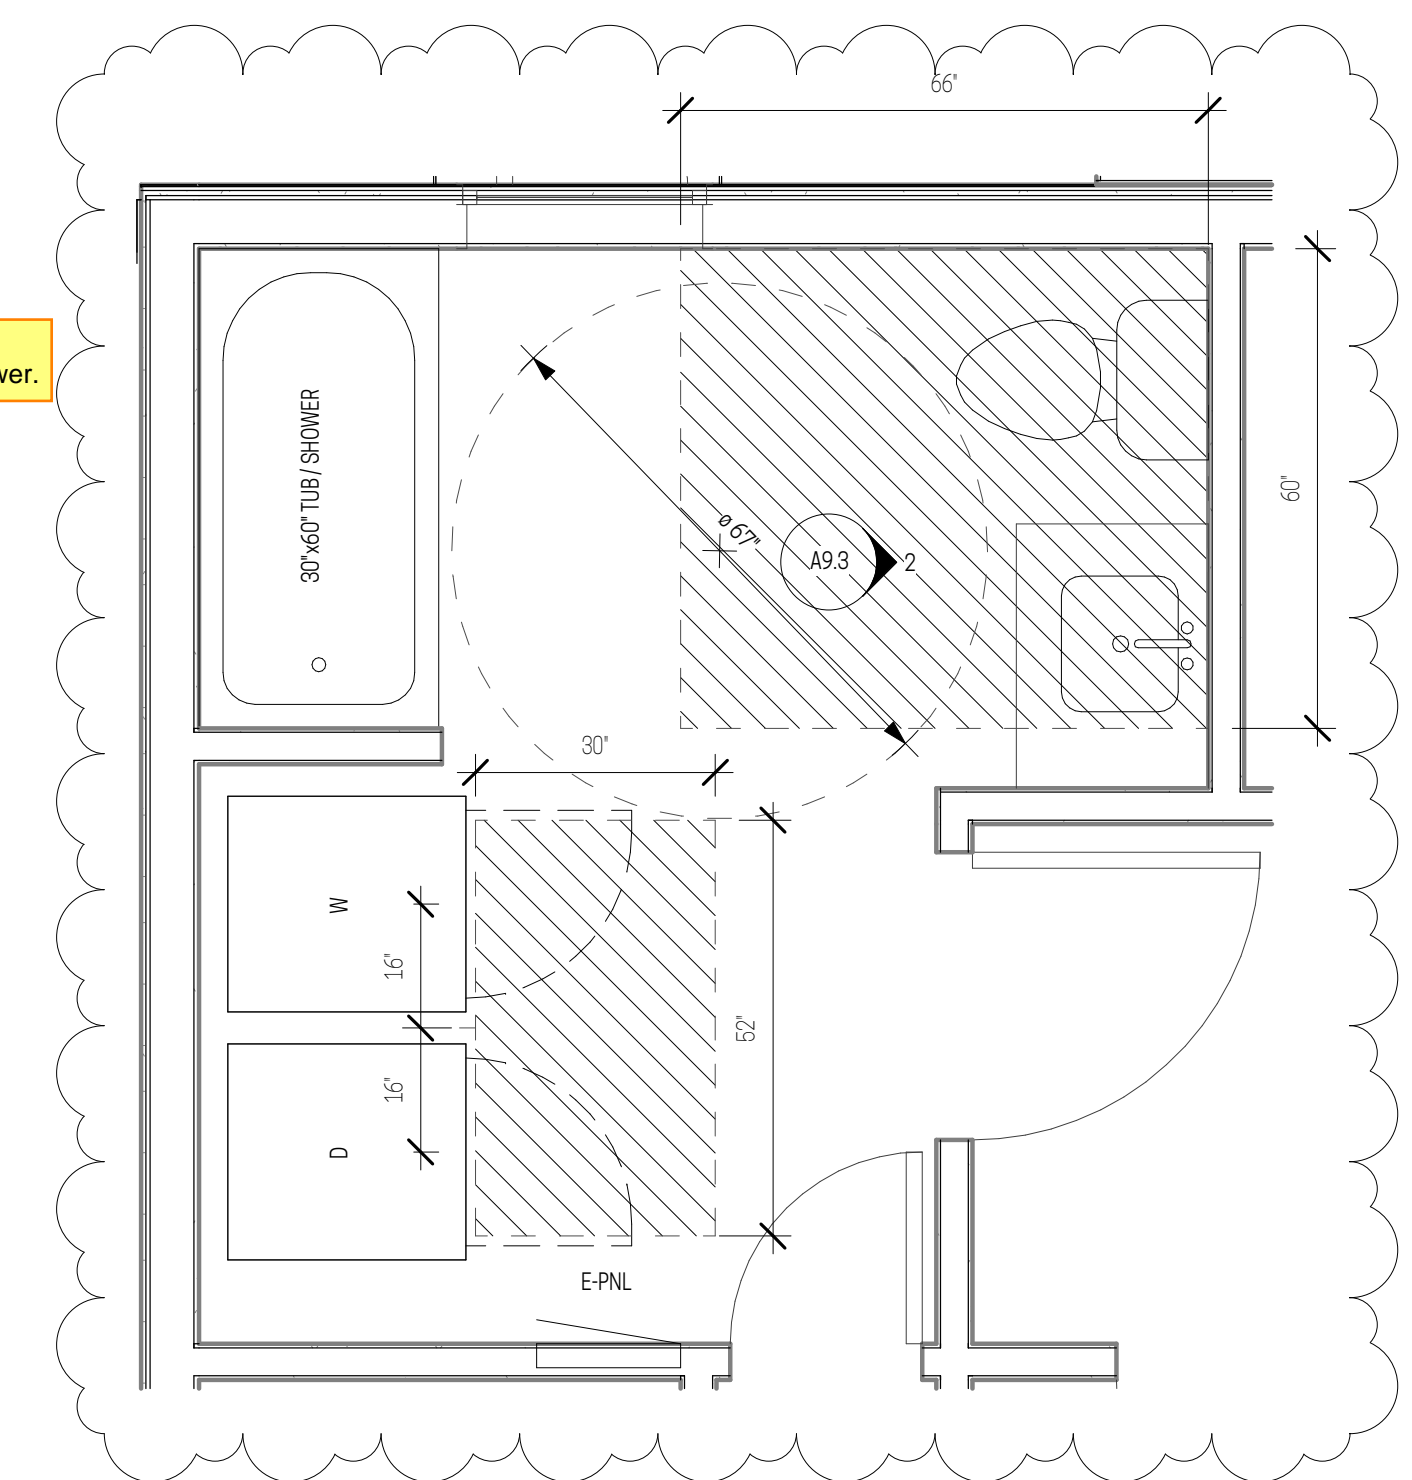 66"
wer.
30"x60" TUB / SHOWER
60"
ø 67"
A9.3
2
30"
W
16"
52"
16"
D
E-PNL